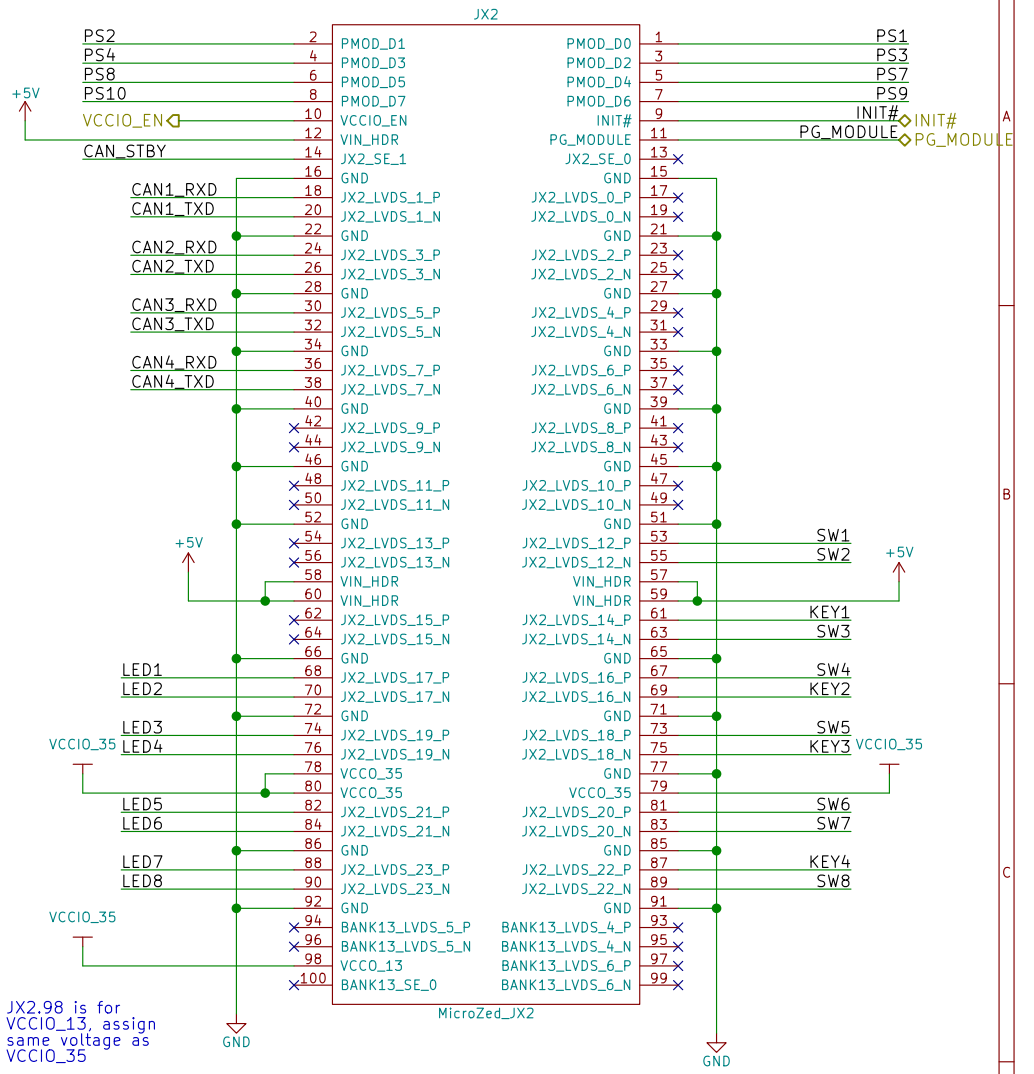 JX2
PS2 2 PMOD_D1 PMOD_D0 1 PS1
PS4 4 PMOD_D3 PMOD_D2 3 PS3
PS8 6 PMOD_D5 PMOD_D4 5 PS7
+5V PS10 8 PMOD_D7 PMOD_D6 7 PS9
VCCIO_EN 10 VCCIO_EN INIT# 9 INIT# INIT#
12 VIN_HDR PG_MODULE 11 PG_MODULE PG_MODULE
CAN_STBY 14 JX2_SE_1 JX2_SE_0 13
16 GND GND 15
CAN1_RXD 18 JX2_LVDS_1_P JX2_LVDS_0_P 17
CAN1_TXD 20 JX2_LVDS_1_N JX2_LVDS_0_N 19
22 GND GND 21
CAN2_RXD 24 JX2_LVDS_3_P JX2_LVDS_2_P 23
CAN2_TXD 26 JX2_LVDS_3_N JX2_LVDS_2_N 25
28 GND GND 27
CAN3_RXD 30 JX2_LVDS_5_P JX2_LVDS_4_P 29
CAN3_TXD 32 JX2_LVDS_5_N JX2_LVDS_4_N 31
34 GND GND 33
CAN4_RXD 36 JX2_LVDS_7_P JX2_LVDS_6_P 35
CAN4_TXD 38 JX2_LVDS_7_N JX2_LVDS_6_N 37
40 GND GND 39
42 JX2_LVDS_9_P JX2_LVDS_8_P 41
44 JX2_LVDS_9_N JX2_LVDS_8_N 43
46 GND GND 45
48 JX2_LVDS_11_P JX2_LVDS_10_P 47
50 JX2_LVDS_11_N JX2_LVDS_10_N 49
52 GND GND 51
+5V 54 JX2_LVDS_13_P JX2_LVDS_12_P 53 SW1
56 JX2_LVDS_13_N JX2_LVDS_12_N 55 SW2 +5V
58 VIN_HDR VIN_HDR 57
60 VIN_HDR VIN_HDR 59
62 JX2_LVDS_15_P JX2_LVDS_14_P 61 KEY1
64 JX2_LVDS_15_N JX2_LVDS_14_N 63 SW3
66 GND GND 65
LED1 68 JX2_LVDS_17_P JX2_LVDS_16_P 67 SW4
LED2 70 JX2_LVDS_17_N JX2_LVDS_16_N 69 KEY2
72 GND GND 71
LED3 74 JX2_LVDS_19_P JX2_LVDS_18_P 73 SW5
VCCIO_35 LED4 76 JX2_LVDS_19_N JX2_LVDS_18_N 75 KEY3 VCCIO_35
78 VCCO_35 GND 77
80 VCCO_35 VCCO_35 79
LED5 82 JX2_LVDS_21_P JX2_LVDS_20_P 81 SW6
LED6 84 JX2_LVDS_21_N JX2_LVDS_20_N 83 SW7
86 GND GND 85
LED7 88 JX2_LVDS_23_P JX2_LVDS_22_P 87 KEY4
LED8 90 JX2_LVDS_23_N JX2_LVDS_22_N 89 SW8
92 GND GND 91
VCCIO_35 94 BANK13_LVDS_5_P BANK13_LVDS_4_P 93
96 BANK13_LVDS_5_N BANK13_LVDS_4_N 95
98 VCCO_13 BANK13_LVDS_6_P 97
100 BANK13_SE_0 BANK13_LVDS_6_N 99
MicroZed_JX2
JX2.98 is for
VCCIO_13, assign
same voltage as
VCCIO_35
GND
GND
A
B
C